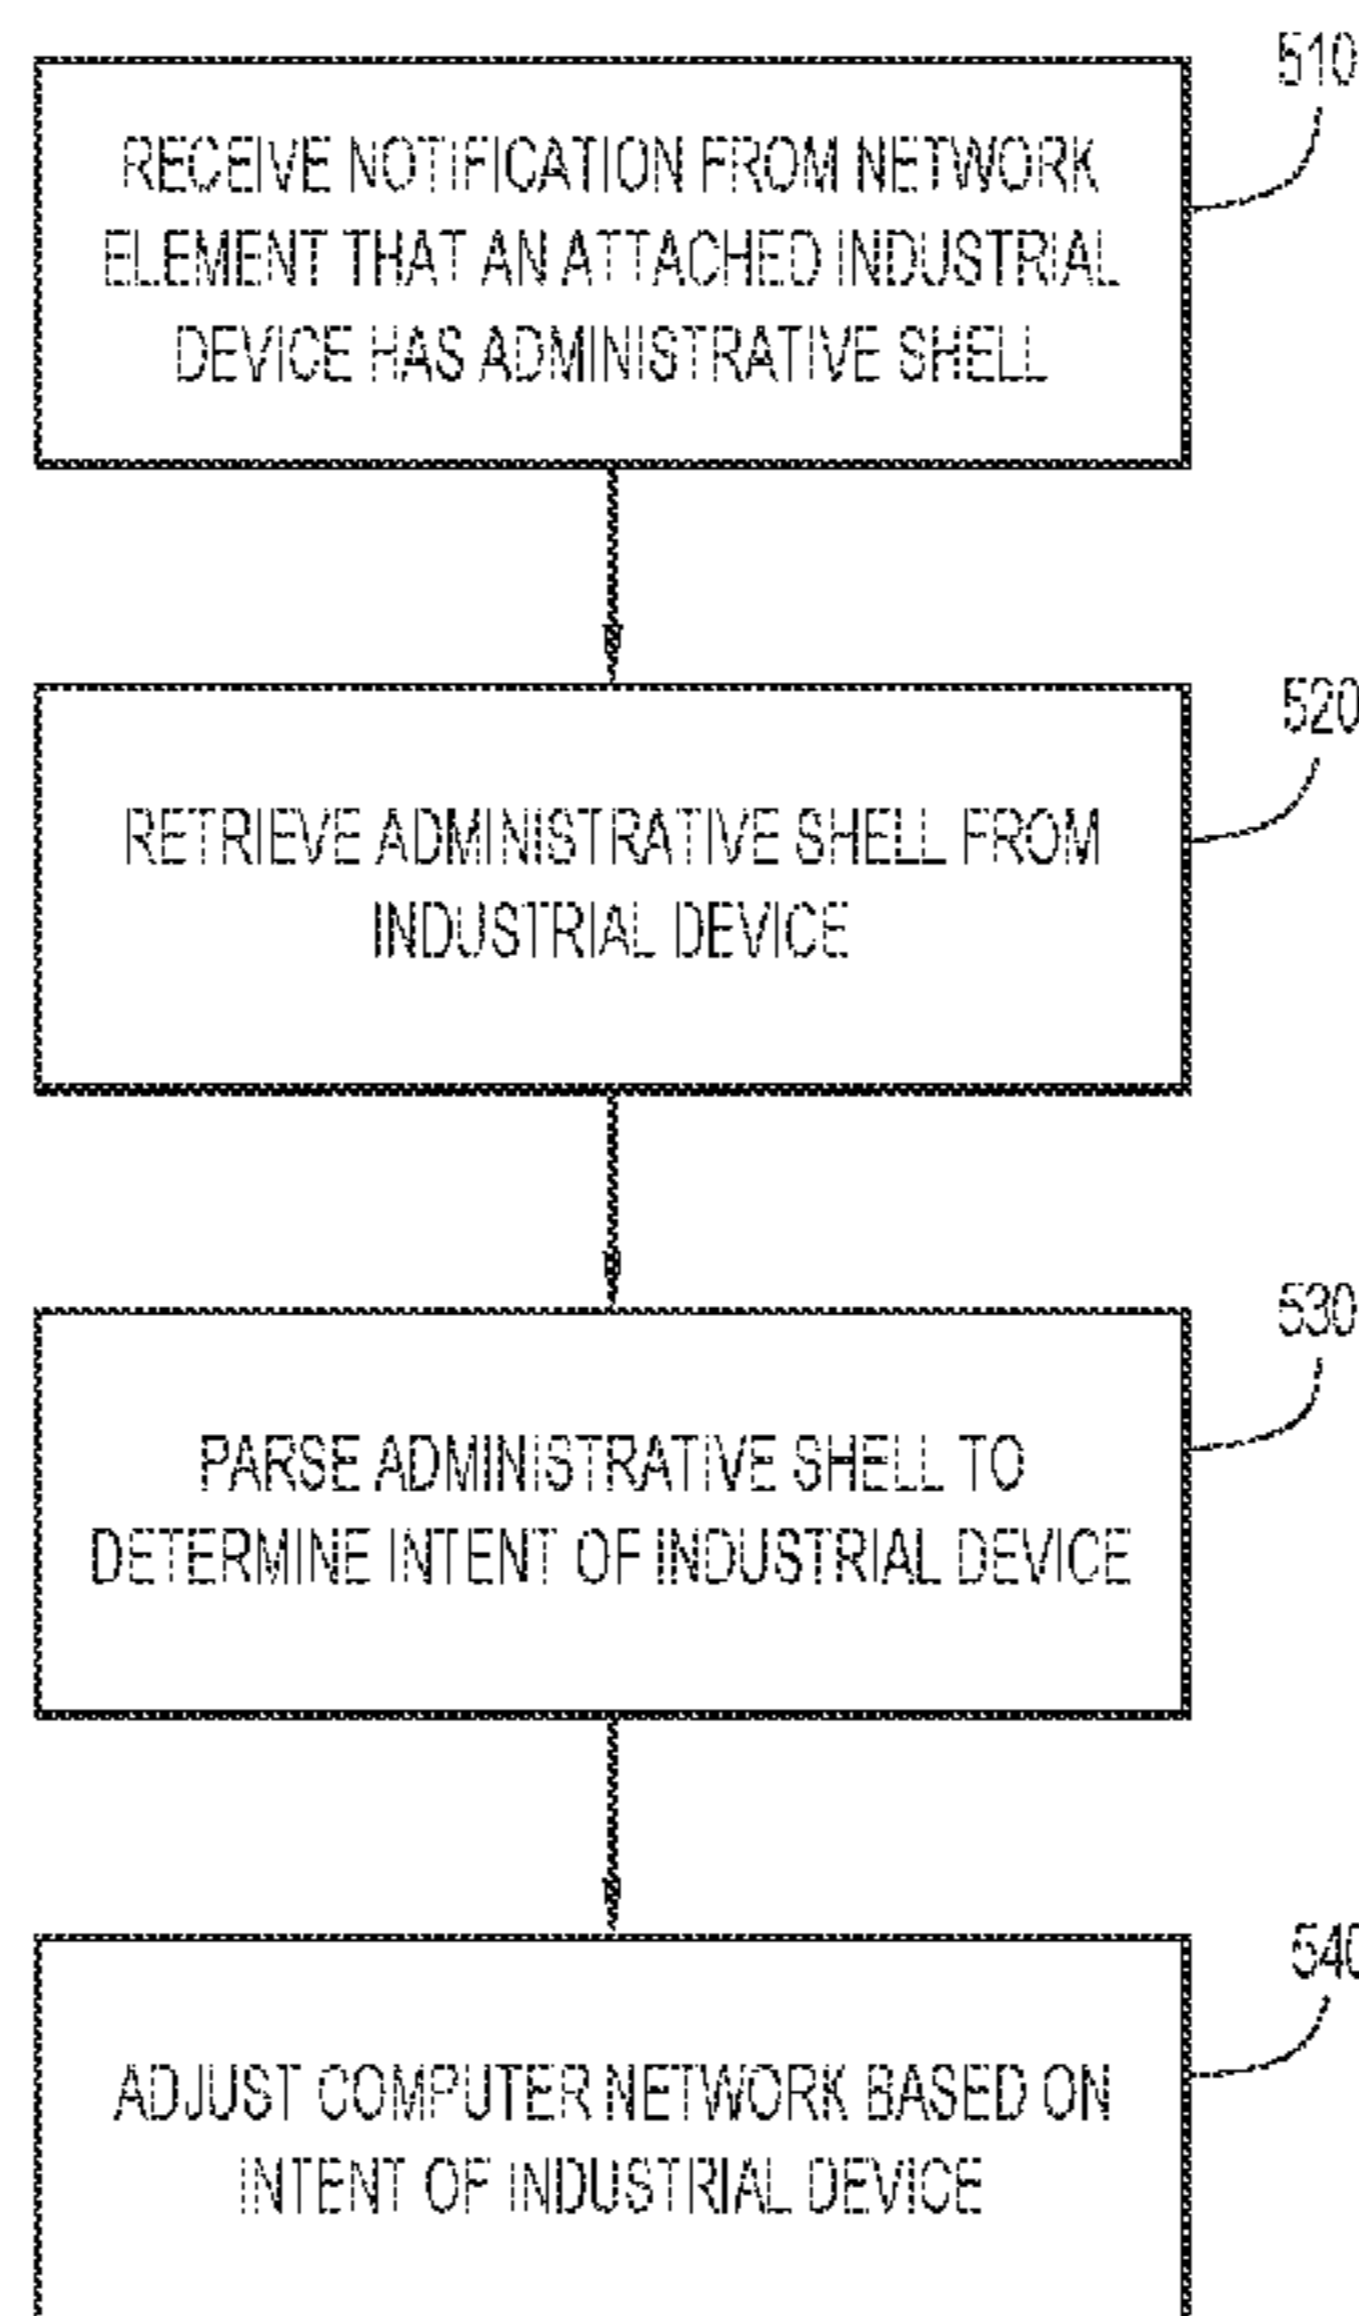 510
RECEIVE NOTIFICATION FROM NETWORK
ELEMENT THAT AN ATTACHED INDUSTRIAL
DEVICE HAS ADMINISTRATIVE SHELL
520
RETRIEVE ADMINISTRATIVE SHELL FROM
INDUSTRIAL DEVICE
530
PARSE ADMINISTRATIVE SHELL TO
DETERMINE INTENT OF INDUSTRIAL DEVICE
540
ADJUST COMPUTER NETWORK BASED ON
INTENT OF INDUSTRIAL DEVICE